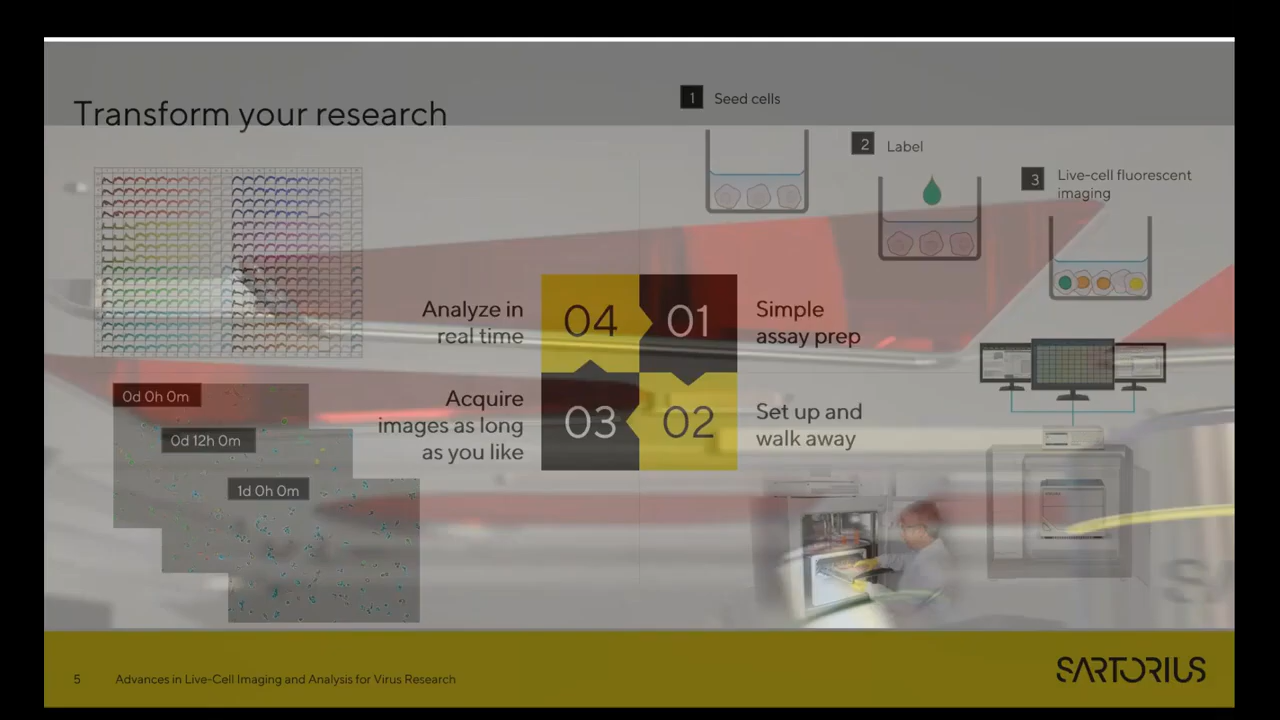 Transform your research
1 Seed cells
2 Label
3 Live-cell fluorescent
imaging
Analyze in
real time
04
01
Simple
assay prep
Acquire
images as long
as you like
03
02
Set up and
walk away
0d 0h 0m
0d 12h 0m
1d 0h 0m
5 Advances in Live-Cell Imaging and Analysis for Virus Research
SARTORIUS